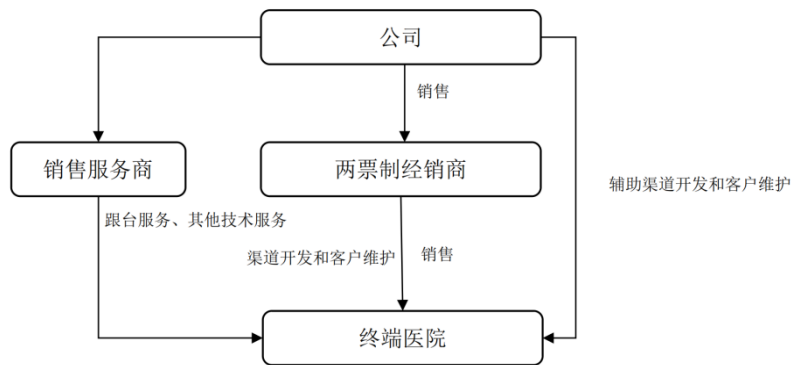 公司
销售
销售服务商
两票制经销商
辅助渠道开发和客户维护
跟台服务、其他技术服务
渠道开发和客户维护
销售
终端医院